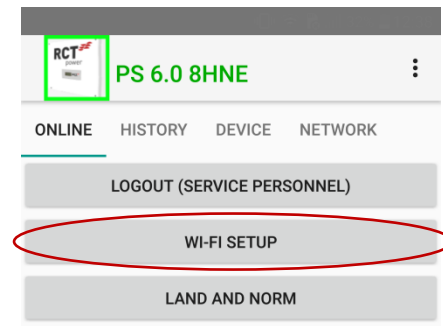 RCT
power
PS 6.0 8HNE
ONLINE HISTORY DEVICE NETWORK
LOGOUT (SERVICE PERSONNEL)
WI-FI SETUP
LAND AND NORM